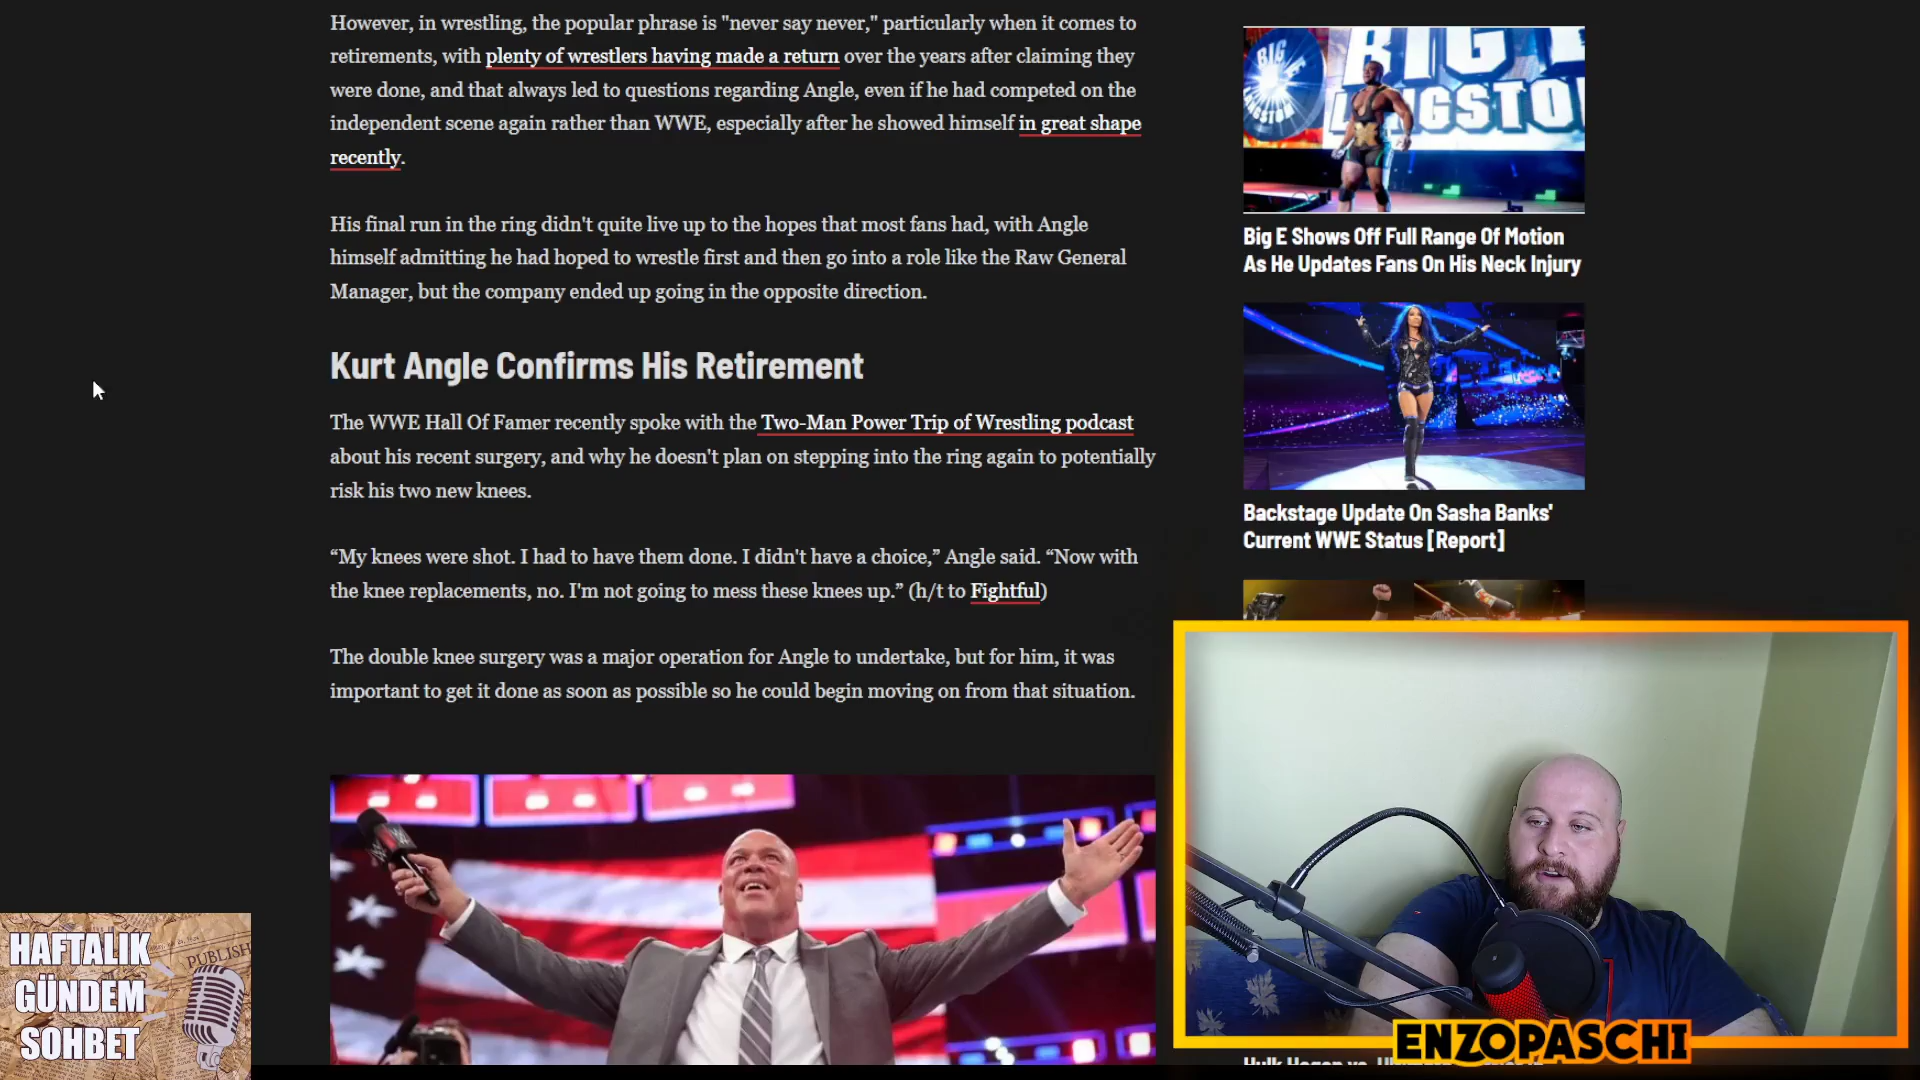 However, in wrestling, the popular phrase is "never say never," particularly when it comes to
retirements, with plenty of wrestlers having made a return over the years after claiming they
were done, and that always led to questions regarding Angle, even if he had competed on the
independent scene again rather than WWE, especially after he showed himself in great shape
recently.
His final run in the ring didn't quite live up to the hopes that most fans had, with Angle
himself admitting he had hoped to wrestle first and then go into a role like the Raw General
Manager, but the company ended up going in the opposite direction.
Kurt Angle Confirms His Retirement
The WWE Hall Of Famer recently spoke with the Two-Man Power Trip of Wrestling podcast
about his recent surgery, and why he doesn't plan on stepping into the ring again to potentially
risk his two new knees.
“My knees were shot. I had to have them done. I didn't have a choice,” Angle said. “Now with
the knee replacements, no. I'm not going to mess these knees up.” (h/t to Fightful)
The double knee surgery was a major operation for Angle to undertake, but for him, it was
important to get it done as soon as possible so he could begin moving on from that situation.
BIG E
LANGSTON
BIG E
LANGSTO
Big E Shows Off Full Range Of Motion
As He Updates Fans On His Neck Injury
Backstage Update On Sasha Banks'
Current WWE Status [Report]
HAFTALIK
GÜNDEM
SOHBET
PUBLISH
ENZOPASCHI
Hulk Hogan vs.